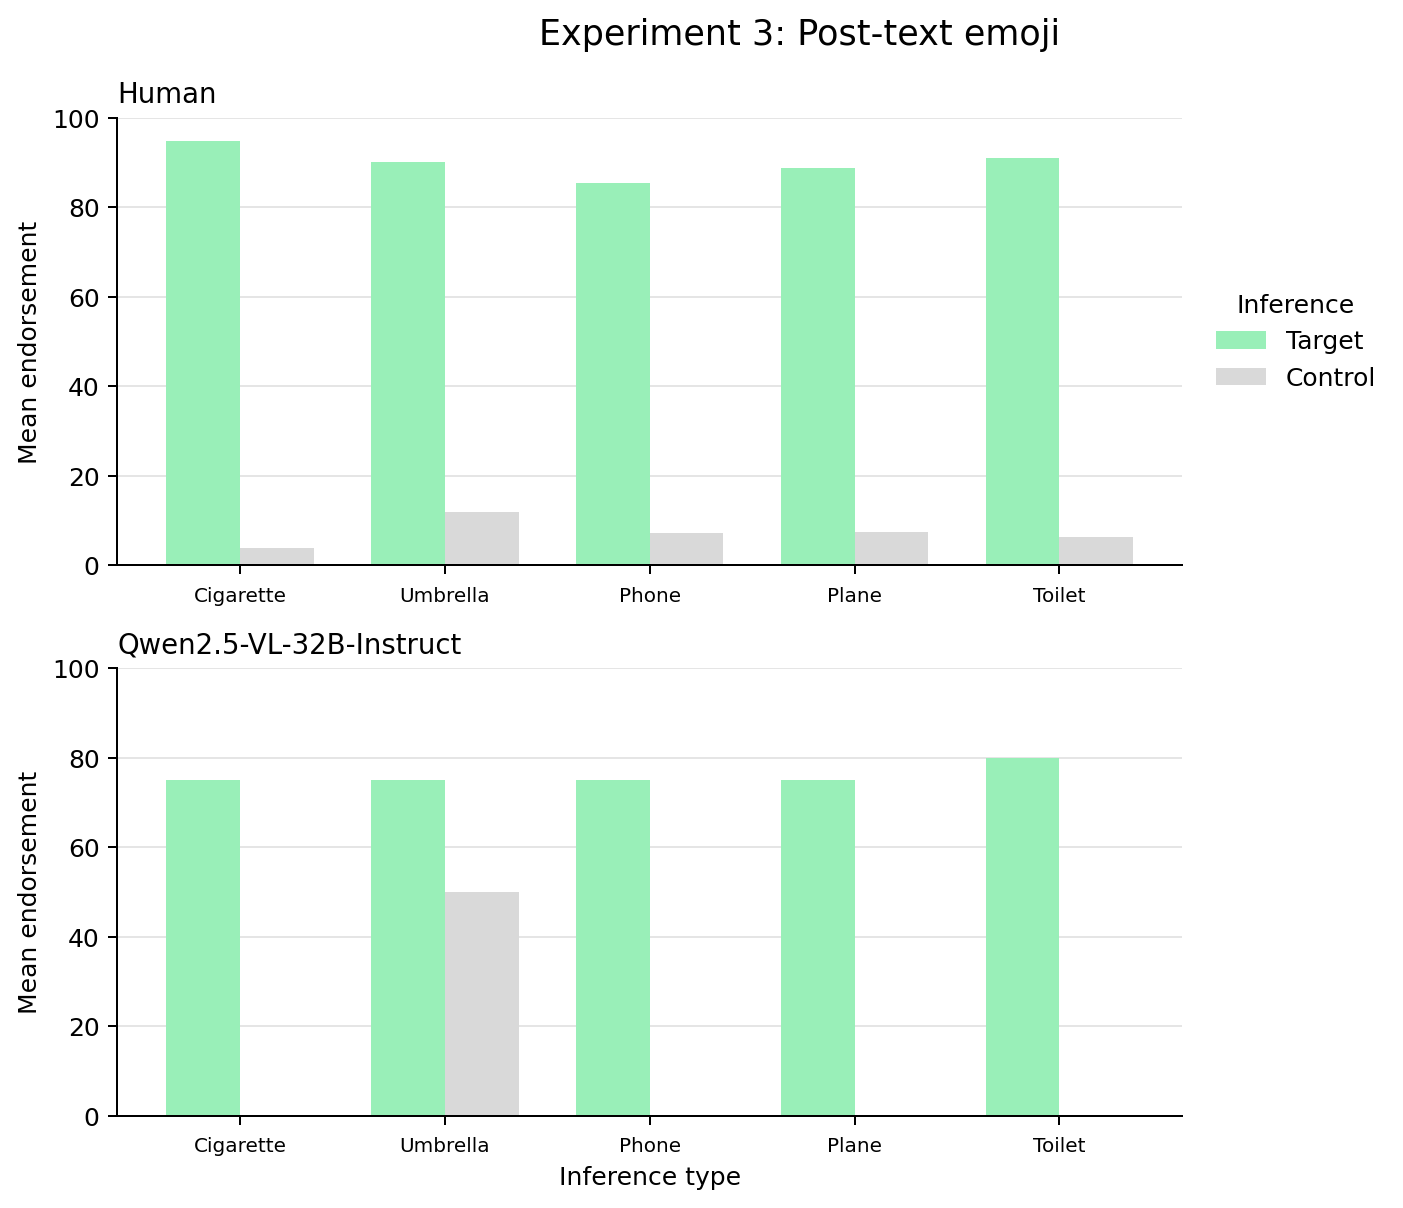 Experiment 3: Post-text emoji
Human
Mean endorsement
100
80
60
40
20
0
Cigarette
Umbrella
Phone
Plane
Toilet
Inference
Target
Control
Qwen2.5-VL-32B-Instruct
Mean endorsement
100
80
60
40
20
0
Cigarette
Umbrella
Phone
Plane
Toilet
Inference type